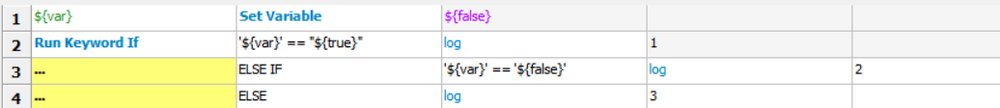 1 ${var} Set Variable ${false}
2 Run Keyword If '${var}' == "${true}" log 1
3 ... ELSE IF '${var}' == '${false}' log 2
4 ... ELSE log 3